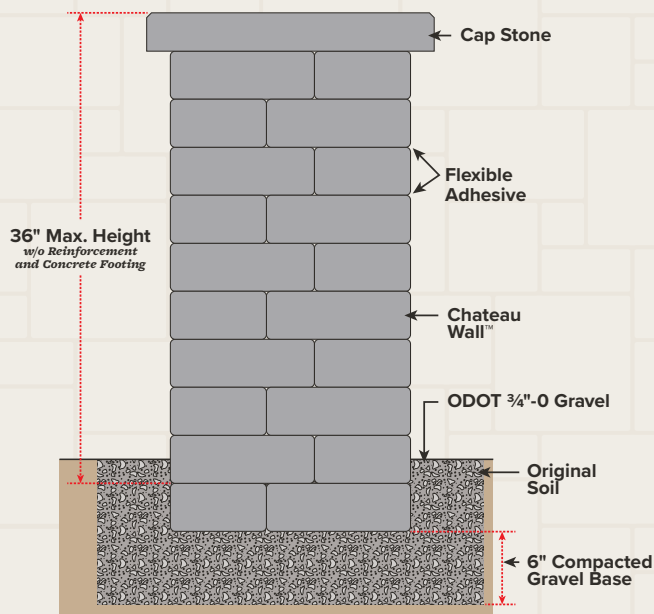 Cap Stone
Flexible
Adhesive
36" Max. Height
w/o Reinforcement
and Concrete Footing
Chateau
Wall™
ODOT ¾"-0 Gravel
Original
Soil
6" Compacted
Gravel Base